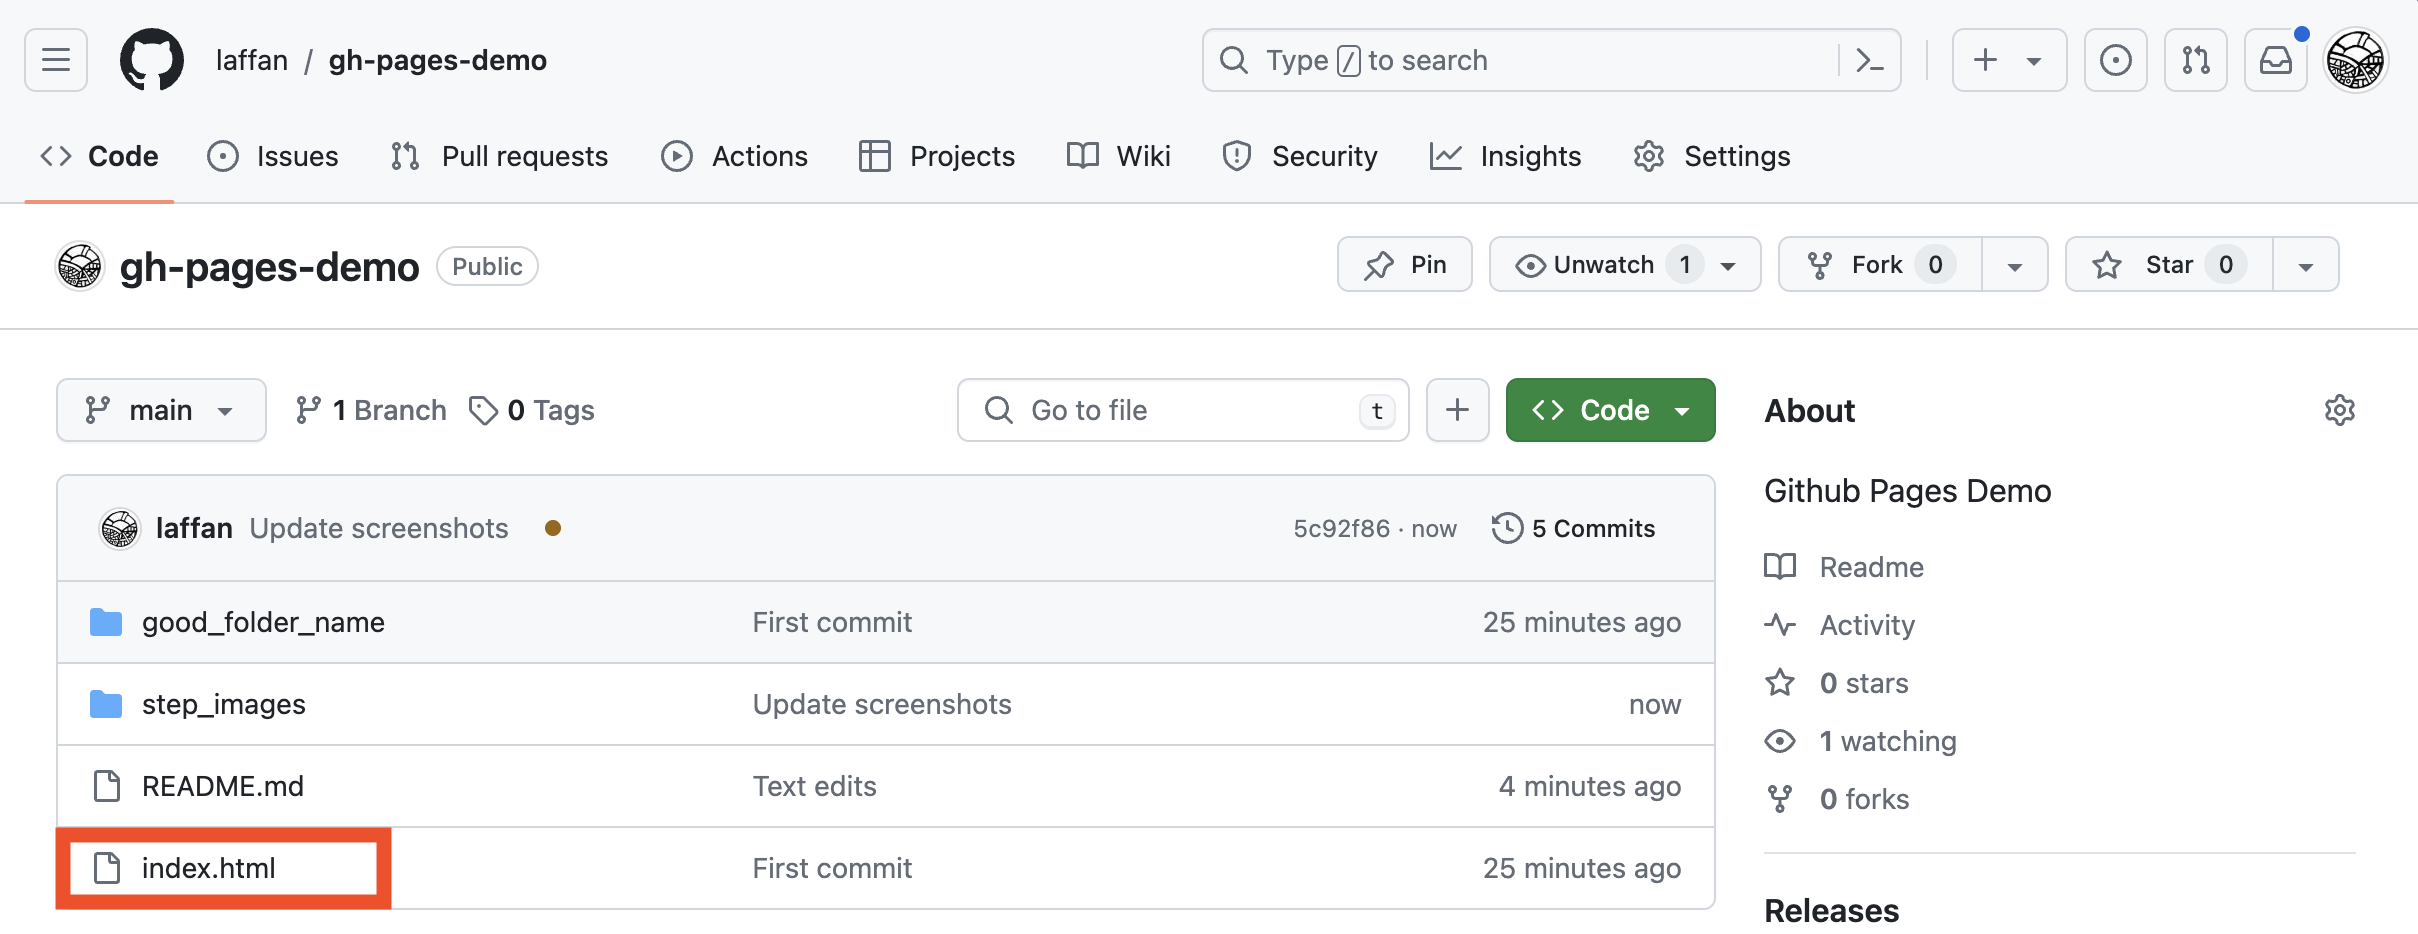 laffan / gh-pages-demo
Type / to search
Code Issues Pull requests Actions Projects Wiki Security Insights Settings
gh-pages-demo Public
Pin Unwatch 1 Fork 0 Star 0
main 1 Branch 0 Tags Go to file t Code
laffan Update screenshots 5c92f86 · now 5 Commits
good_folder_name First commit 25 minutes ago
step_images Update screenshots now
README.md Text edits 4 minutes ago
index.html First commit 25 minutes ago
About
Github Pages Demo
Readme
Activity
0 stars
1 watching
0 forks
Releases